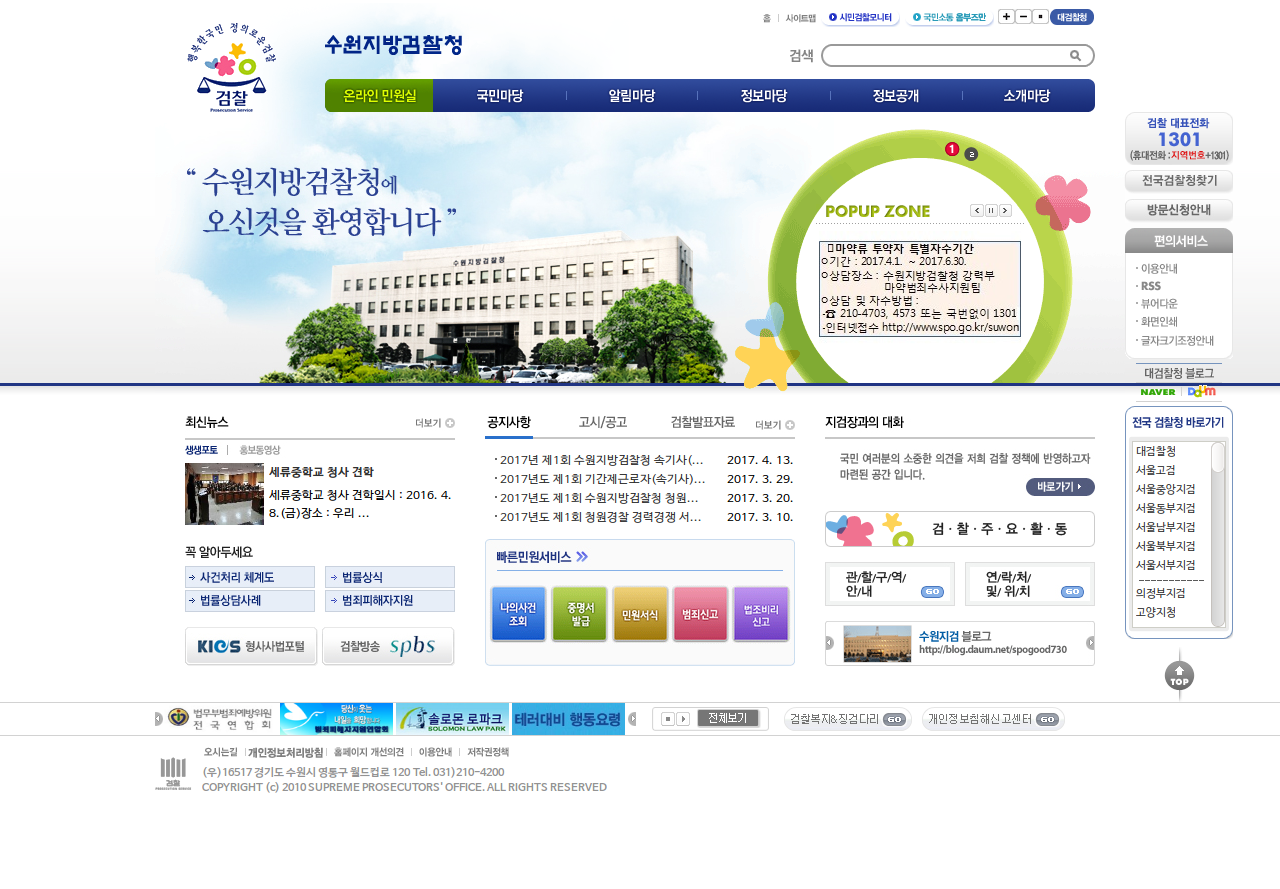 홈 사이트맵 시민검찰모니터 국민소통 옴부즈만 대검찰청
행복한국민 정의로운검찰
검찰
Prosecution Service
수원지방검찰청
검색
온라인 민원실 국민마당 알림마당 정보마당 정보공개 소개마당
“ 수원지방검찰청에
오신것을 환영합니다 ”
수원지방검찰청
1 2
POPUP ZONE
마약류 투약자 특별자수기간
○기간 : 2017.4.1. ~ 2017.6.30.
○상담장소 : 수원지방검찰청 강력부
마약범죄수사지원팀
○상담 및 자수방법 :
-☎ 210-4703, 4573 또는 국번없이 1301
-인터넷접수 http://www.spo.go.kr/suwon
검찰 대표전화
1301
(휴대전화 :지역번호+1301)
전국검찰청찾기
방문신청안내
편의서비스
· 이용안내
· RSS
· 뷰어다운
· 화면인쇄
· 글자크기조정안내
대검찰청 블로그
NAVER Daum
전국 검찰청 바로가기
대검찰청
서울고검
서울중앙지검
서울동부지검
서울남부지검
서울북부지검
서울서부지검
------------
의정부지검
고양지청
TOP
최신뉴스 더보기
생생포토 홍보동영상
세류중학교 청사 견학
세류중학교 청사 견학일시 : 2016. 4.
8.(금)장소 : 우리 ...
꼭 알아두세요
사건처리 체계도 법률상식
법률상담사례 범죄피해자지원
KICS 형사사법포털 검찰방송 spbs
공지사항 고시/공고 검찰발표자료 더보기
· 2017년 제1회 수원지방검찰청 속기사(... 2017. 4. 13.
· 2017년도 제1회 기간제근로자(속기사)... 2017. 3. 29.
· 2017년도 제1회 수원지방검찰청 청원... 2017. 3. 20.
· 2017년도 제1회 청원경찰 경력경쟁 서... 2017. 3. 10.
빠른민원서비스
나의사건 조회
증명서 발급
민원서식
범죄신고
법조비리 신고
지검장과의 대화
국민 여러분의 소중한 의견을 저희 검찰 정책에 반영하고자
마련된 공간 입니다.
바로가기
검·찰·주·요·활·동
관/할/구/역/
안/내 GO
연/락/처/
및/ 위/치 GO
수원지검 블로그
http://blog.daum.net/spogood730
법무부범죄예방위원
전국연합회
당신의 웃는
내일을 희망합니다
범죄피해자지원연합회
솔로몬 로파크
SOLOMON LAW PARK
테러대비 행동요령
전체보기
검찰복지&징검다리 GO
개인정보침해신고센터 GO
오시는길 개인정보처리방침 홈페이지 개선의견 이용안내 저작권정책
검찰
PROSECUTION SERVICE
(우)16517 경기도 수원시 영통구 월드컵로 120 Tel. 031)210-4200
COPYRIGHT (c) 2010 SUPREME PROSECUTORS' OFFICE. ALL RIGHTS RESERVED